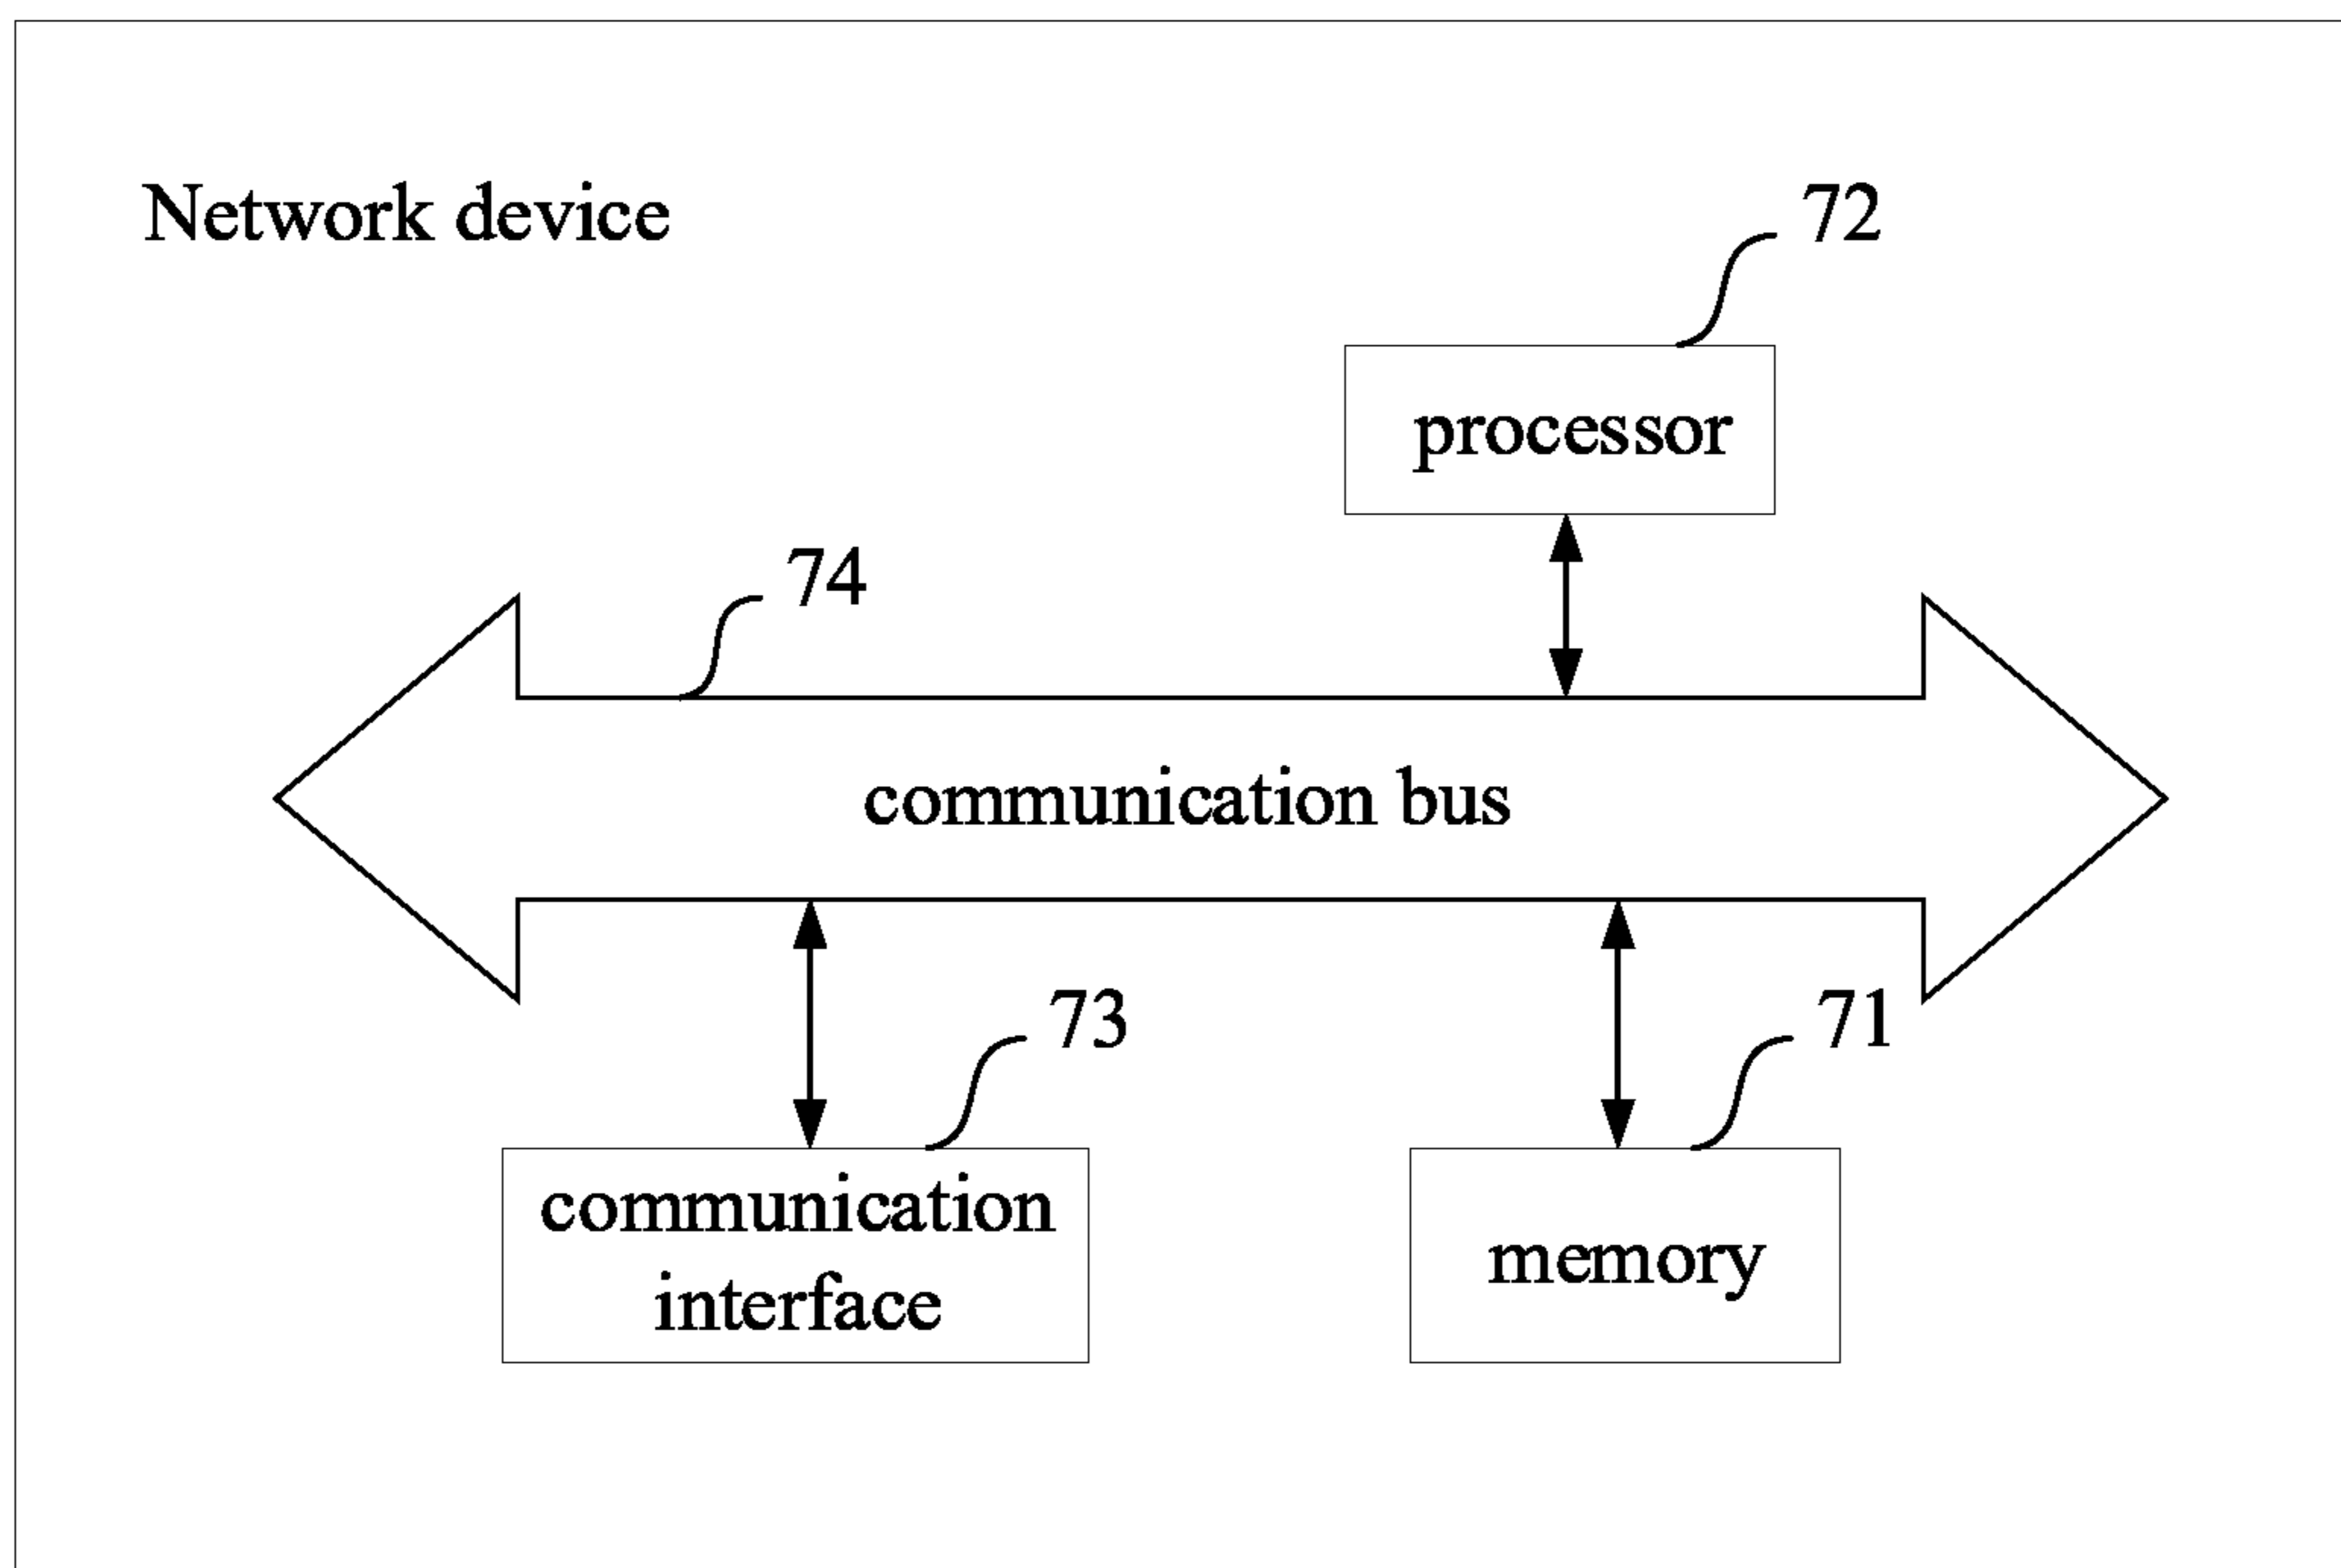 Network device
72
processor
74
communication bus
73
71
communication
interface
memory